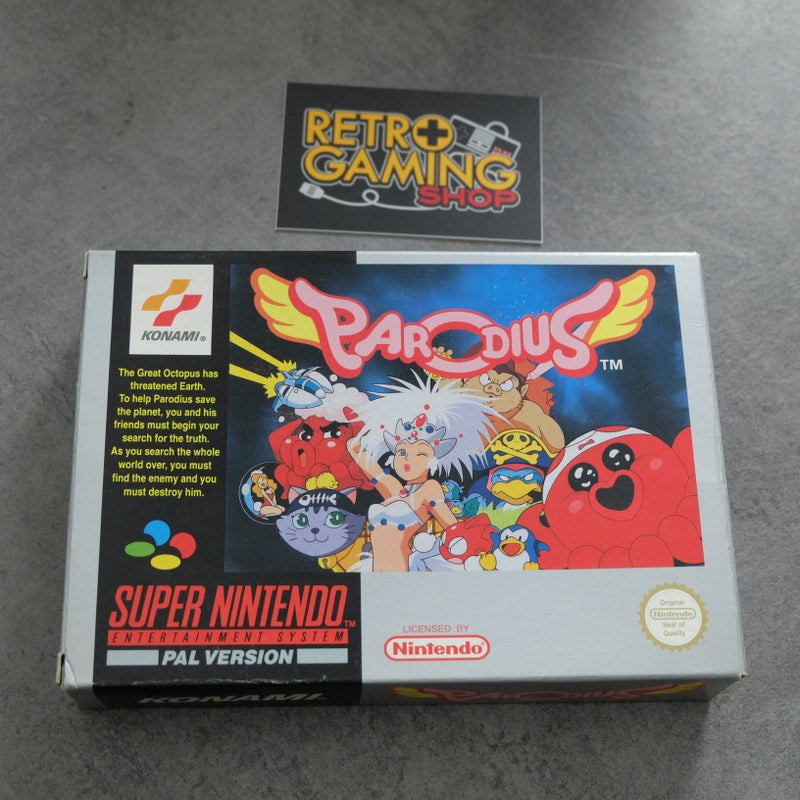 RETRO
GAMING
SHOP
KONAMI®
PARODIUS
TM
The Great Octopus has
threatened Earth.
To help Parodius save
the planet, you and his
friends must begin your
search for the truth.
As you search the whole
world over, you must
find the enemy and you
must destroy him.
SUPER NINTENDO™
ENTERTAINMENT SYSTEM
PAL VERSION
LICENSED BY
Nintendo®
Original
Nintendo
Seal of
Quality
KONAMI
PARODIUS